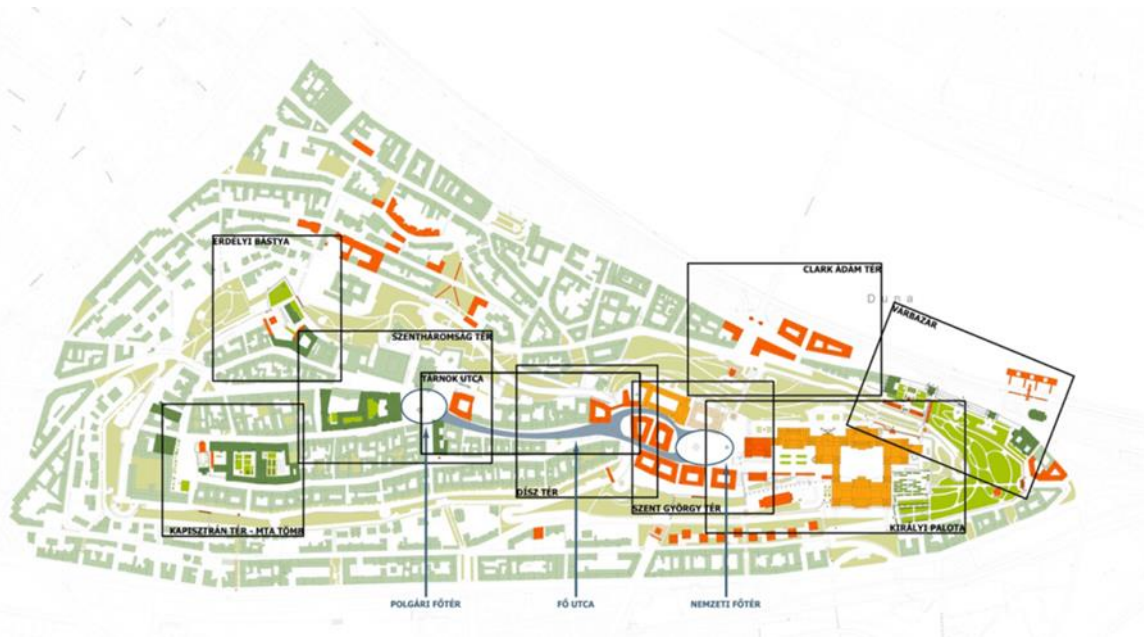 ERDÉLYI BÁSTYA
CLARK ÁDÁM TÉR
Duna
VÁRBAZÁR
SZENTHÁROMSÁG TÉR
TÁRNOK UTCA
DÍSZ TÉR
SZENT GYÖRGY TÉR
KIRÁLYI PALOTA
KAPISZTRÁN TÉR - MTA TÖMB
POLGÁRI FŐTÉR
FŐ UTCA
NEMZETI FŐTÉR